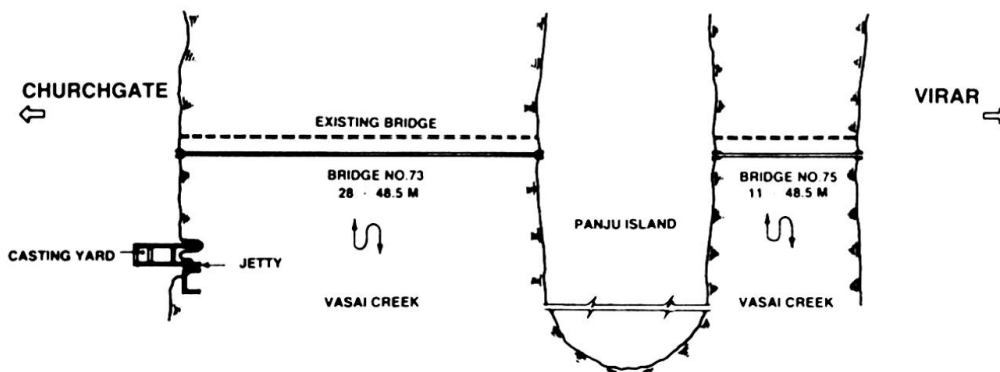 CHURCHGATE
VIRAR
EXISTING BRIDGE
BRIDGE NO.73
28 - 48.5 M
BRIDGE NO.75
11 - 48.5 M
PANJU ISLAND
CASTING YARD
JETTY
VASAI CREEK
VASAI CREEK